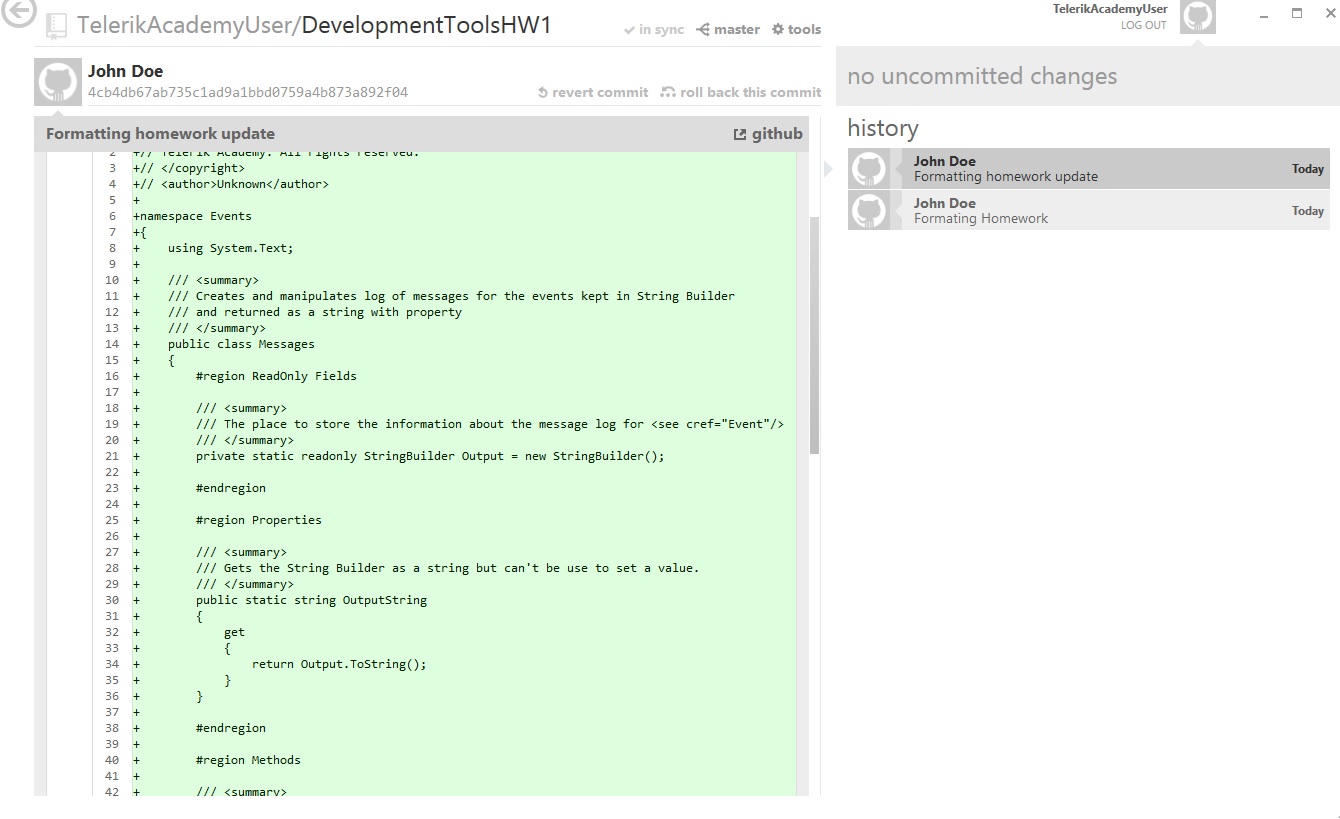 TelerikAcademyUser/DevelopmentToolsHW1
in sync master tools
TelerikAcademyUser
LOG OUT
John Doe
4cb4db67ab735c1ad9a1bbd0759a4b873a892f04
revert commit roll back this commit
Formatting homework update github
2 +// Telerik Academy. All rights reserved.
3 +// </copyright>
4 +// <author>Unknown</author>
5 +
6 +namespace Events
7 +{
8 + using System.Text;
9 +
10 + /// <summary>
11 + /// Creates and manipulates log of messages for the events kept in String Builder
12 + /// and returned as a string with property
13 + /// </summary>
14 + public class Messages
15 + {
16 + #region ReadOnly Fields
17 +
18 + /// <summary>
19 + /// The place to store the information about the message log for <see cref="Event"/>
20 + /// </summary>
21 + private static readonly StringBuilder Output = new StringBuilder();
22 +
23 + #endregion
24 +
25 + #region Properties
26 +
27 + /// <summary>
28 + /// Gets the String Builder as a string but can't be use to set a value.
29 + /// </summary>
30 + public static string OutputString
31 + {
32 + get
33 + {
34 + return Output.ToString();
35 + }
36 + }
37 +
38 + #endregion
39 +
40 + #region Methods
41 +
42 + /// <summary>
no uncommitted changes
history
John Doe
Formatting homework update
Today
John Doe
Formating Homework
Today